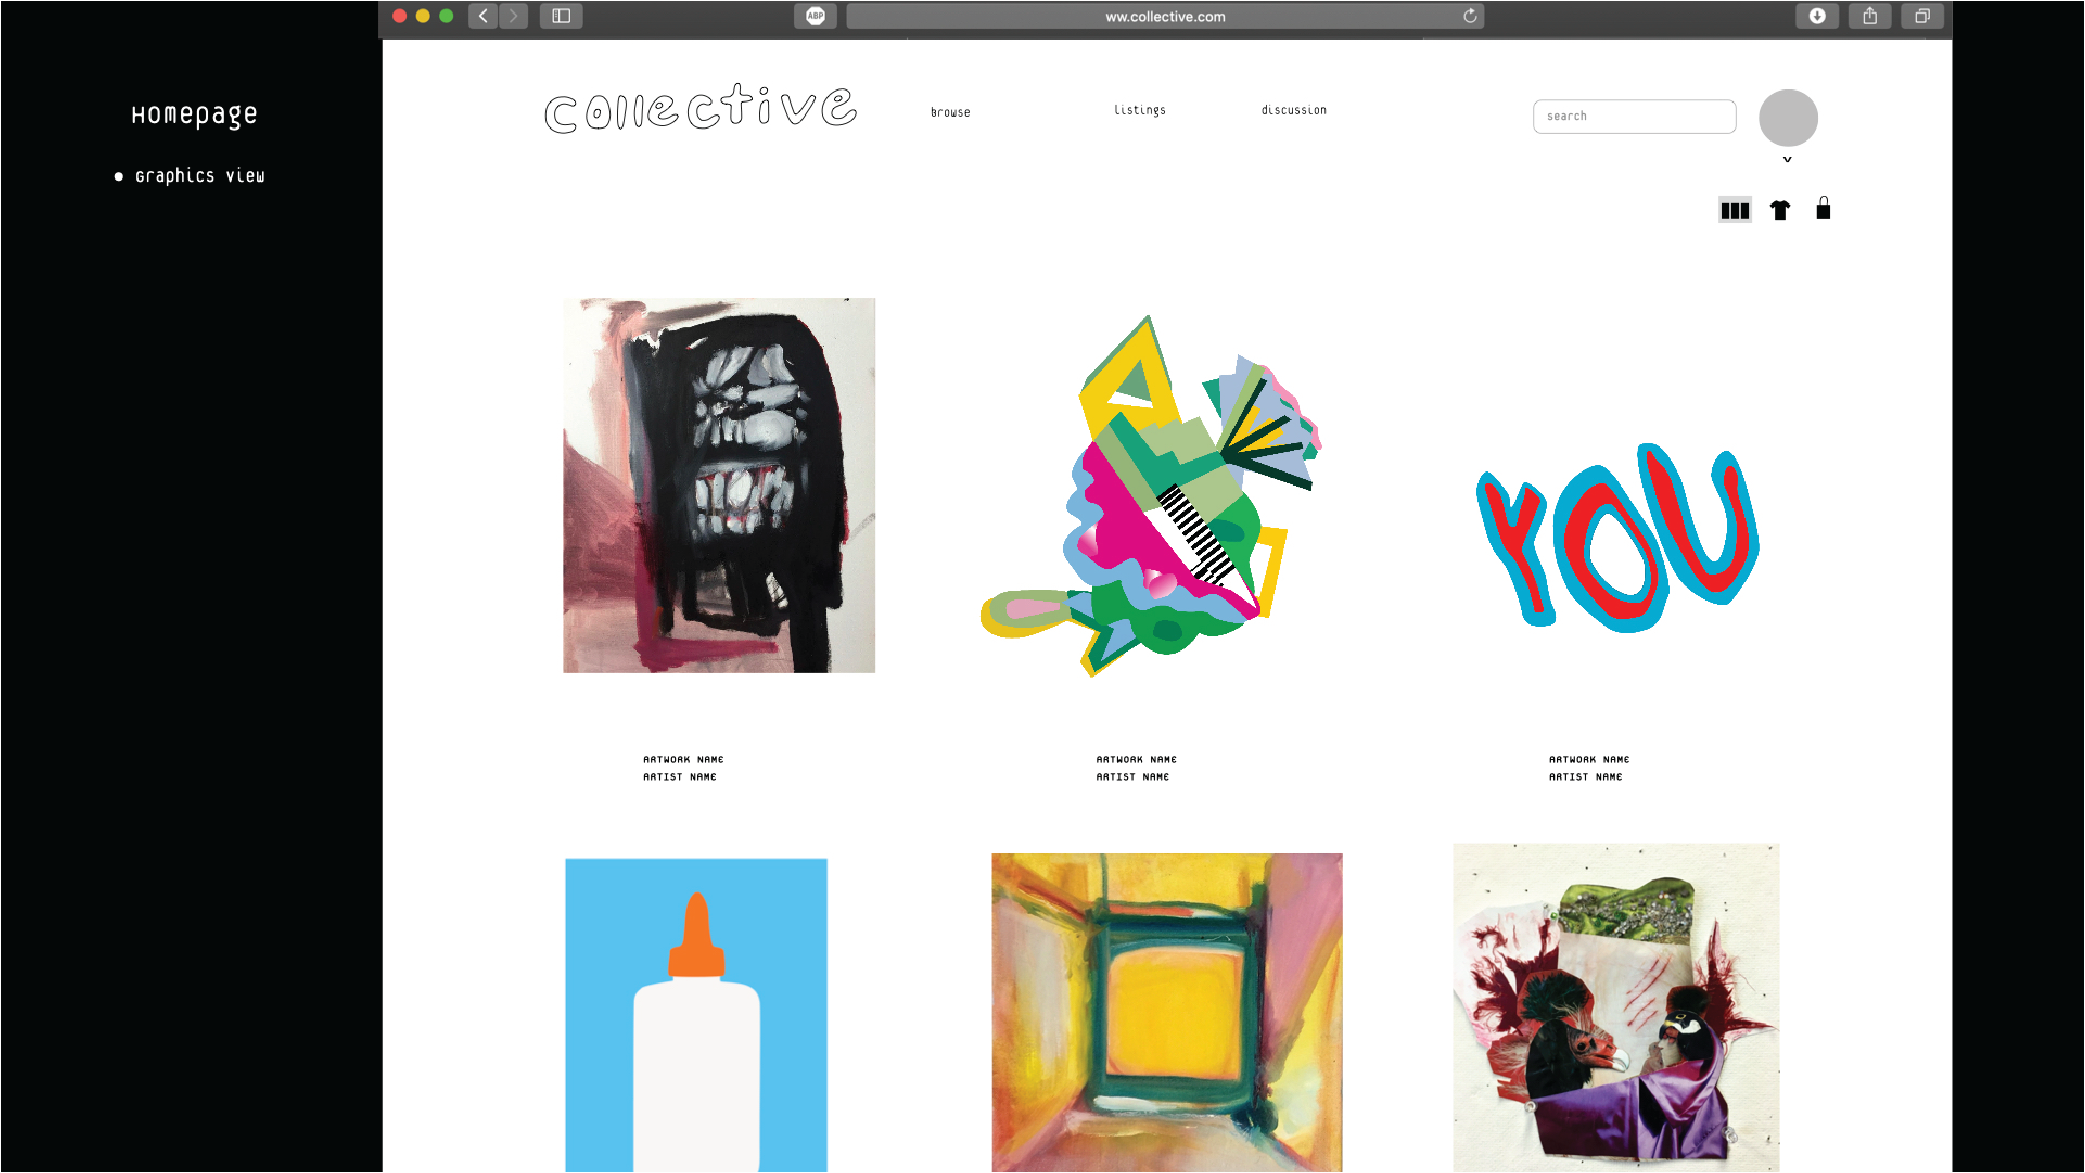 Homepage
• Graphics view
ABP
ww.collective.com
collective
browse
listings
discussion
search
YOU
ARTWORK NAME
ARTIST NAME
ARTWORK NAME
ARTIST NAME
ARTWORK NAME
ARTIST NAME